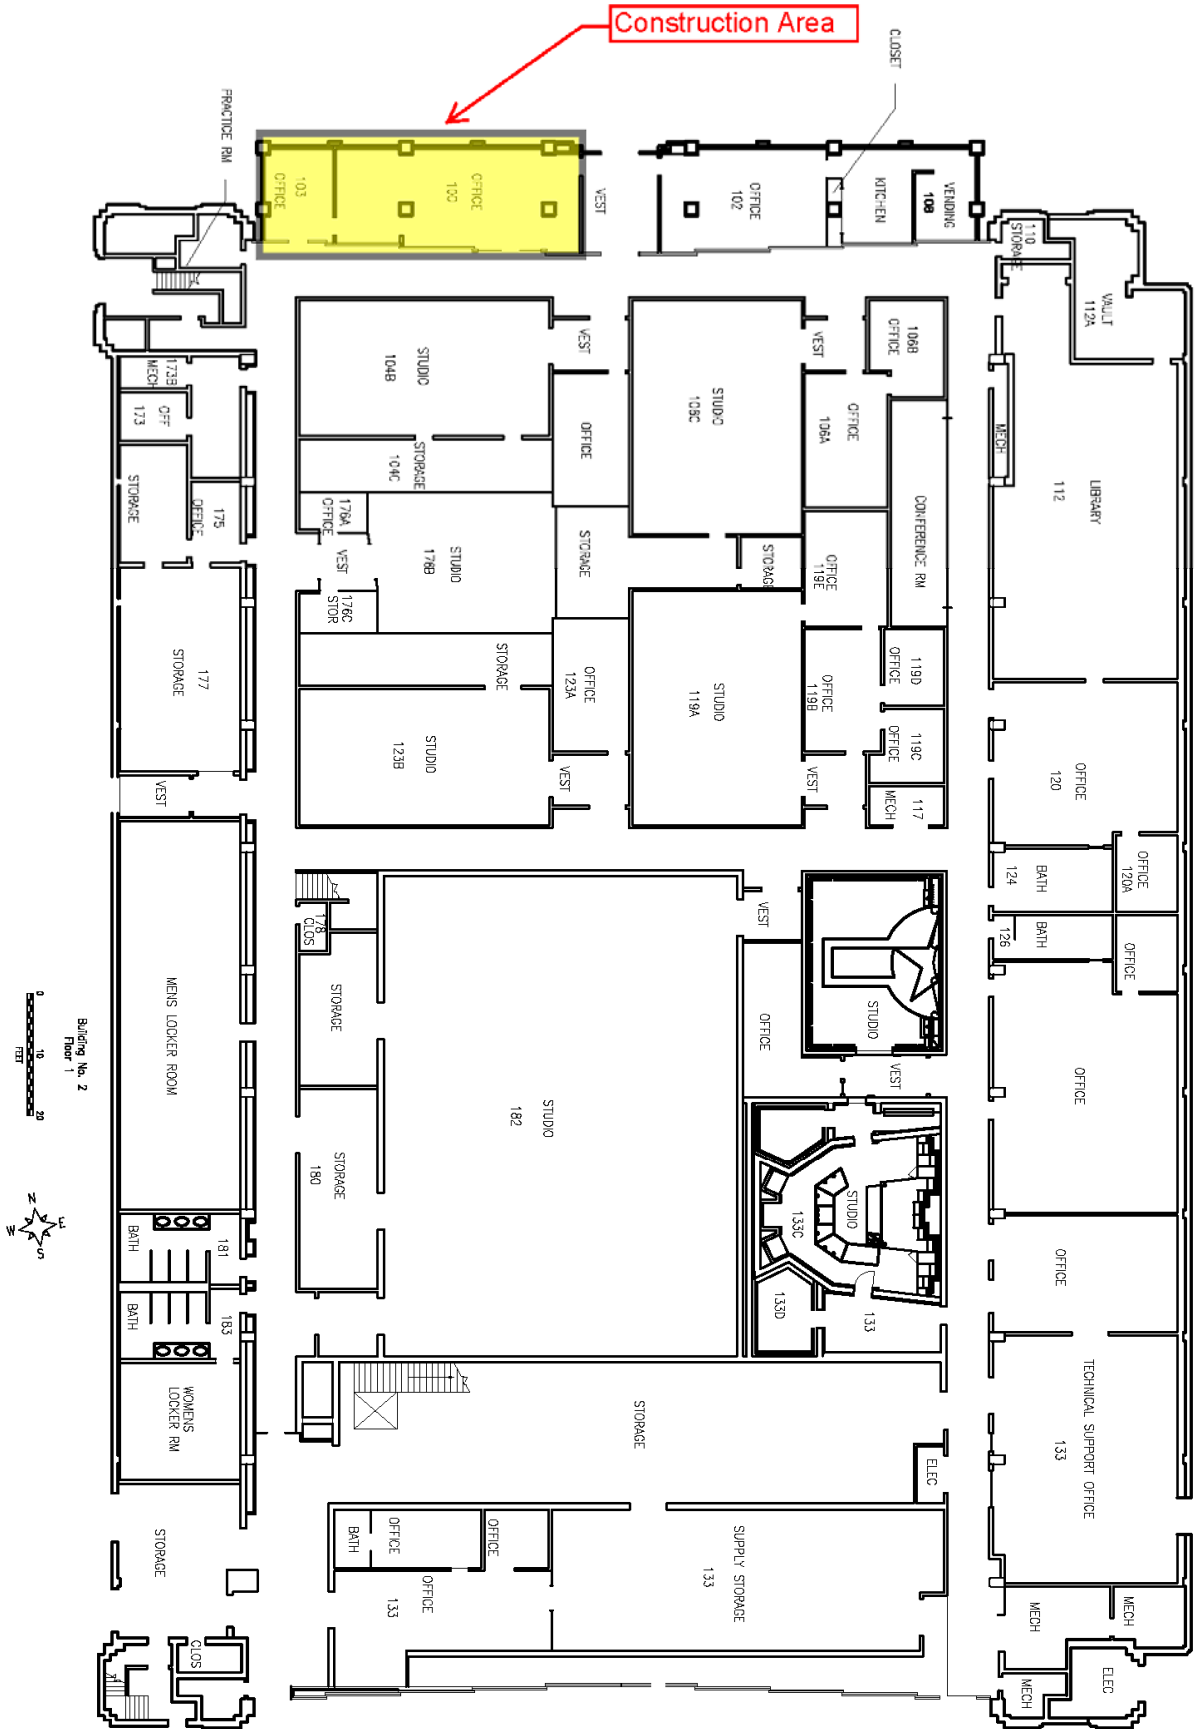 Construction Area
CLOSET
PRACTICE RM
103
OFFICE
100
OFFICE
VEST
OFFICE
102
KITCHEN
VENDING
108
110
STORAGE
VAULT
112A
173B
MECH
OFF
173
STORAGE
175
OFFICE
STUDIO
104B
STORAGE
104C
VEST
OFFICE
VEST
106B
OFFICE
STUDIO
106C
OFFICE
106A
MECH
LIBRARY
112
CONFERENCE RM
176A
OFFICE
VEST
176C
STOR
STUDIO
176B
STORAGE
STORAGE
OFFICE
119E
177
STORAGE
STORAGE
OFFICE
123A
STUDIO
119A
OFFICE
119B
119D
OFFICE
119C
OFFICE
STUDIO
123B
VEST
VEST
VEST
117
MECH
OFFICE
120
BATH
124
OFFICE
120A
BATH
126
OFFICE
178
CLOS
VEST
STUDIO
OFFICE
VEST
STORAGE
MENS LOCKER ROOM
OFFICE
STUDIO
182
STORAGE
180
STUDIO
133C
133D
133
0 10 20
FEET
Building No. 2
Floor 1
N
E
S
W
181
BATH
183
BATH
OFFICE
WOMENS
LOCKER RM
STORAGE
ELEC
TECHNICAL SUPPORT OFFICE
133
STORAGE
BATH
OFFICE
OFFICE
OFFICE
133
SUPPLY STORAGE
133
MECH
MECH
CLOS
MECH
ELEC